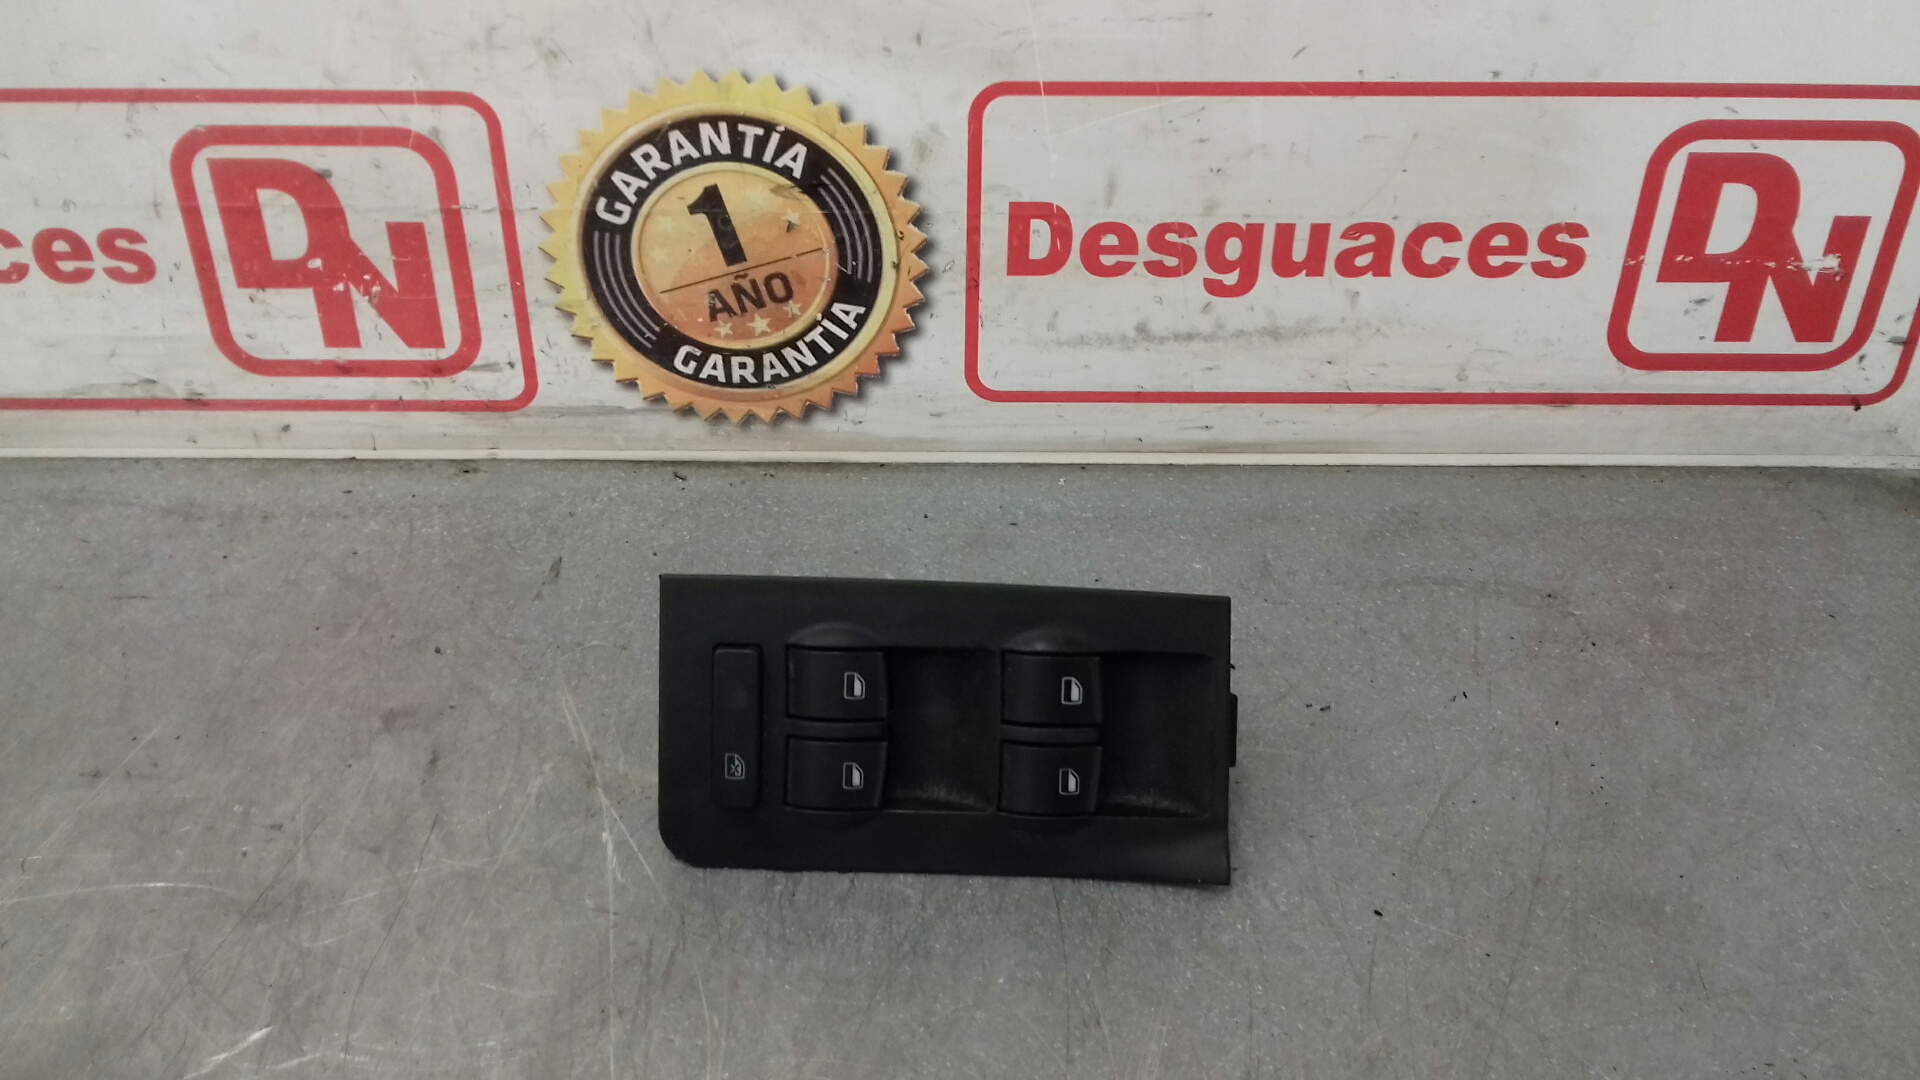 ces DN
GARANTÍA
1
AÑO
GARANTÍA
Desguaces DN